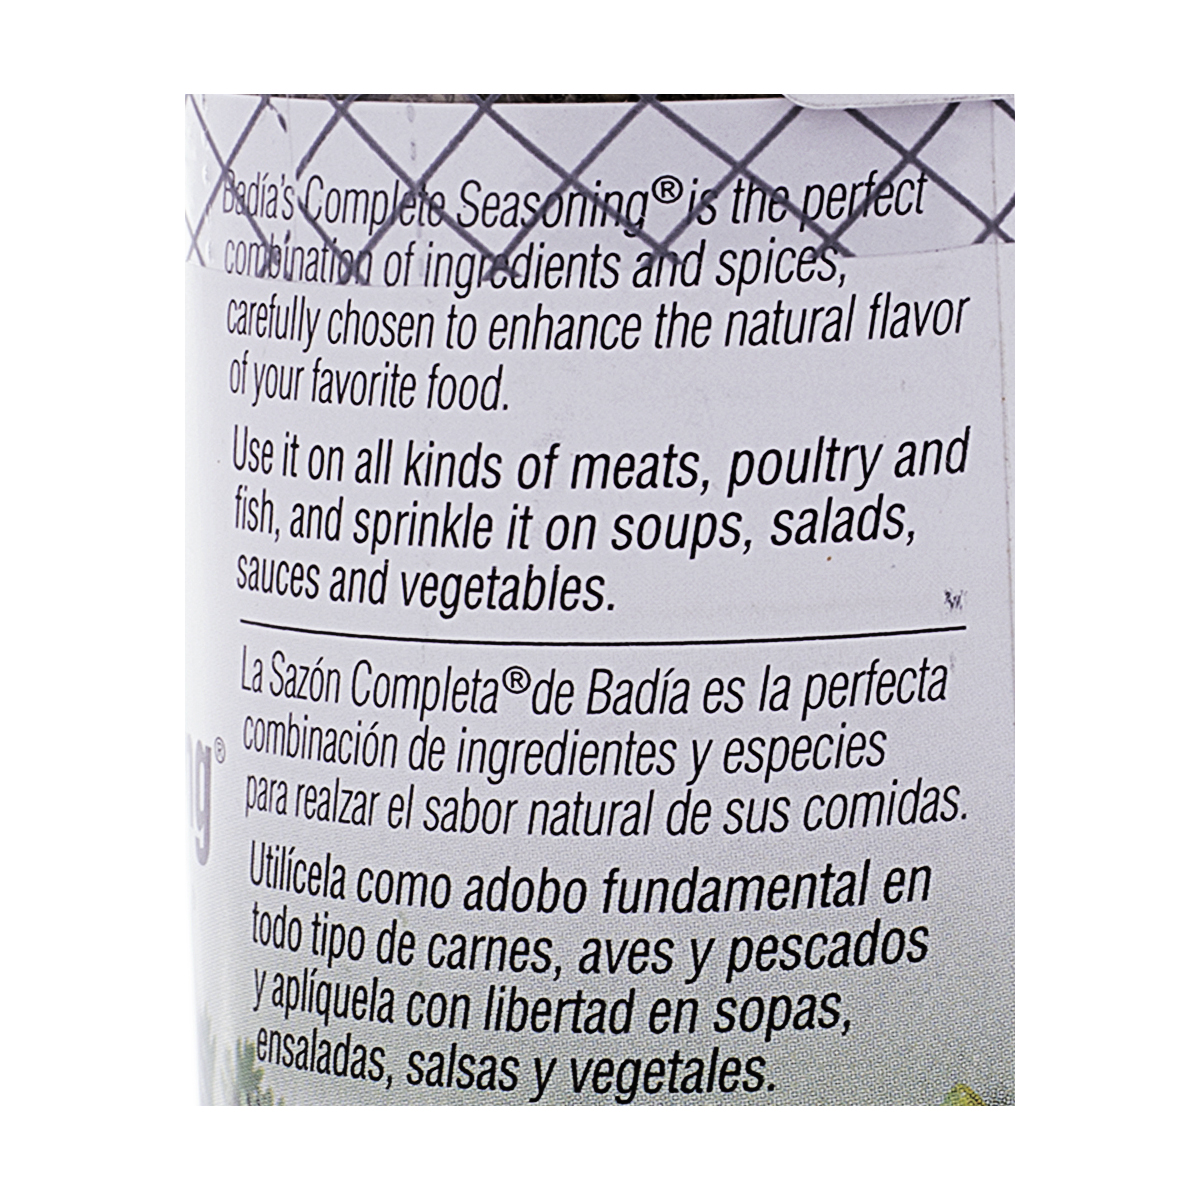 Badía's Complete Seasoning® is the perfect
combination of ingredients and spices,
carefully chosen to enhance the natural flavor
of your favorite food.
Use it on all kinds of meats, poultry and
fish, and sprinkle it on soups, salads,
sauces and vegetables.
La Sazón Completa® de Badía es la perfecta
combinación de ingredientes y especies
para realzar el sabor natural de sus comidas.
Utilícela como adobo fundamental en
todo tipo de carnes, aves y pescados
y aplíquela con libertad en sopas,
ensaladas, salsas y vegetales.
ng®